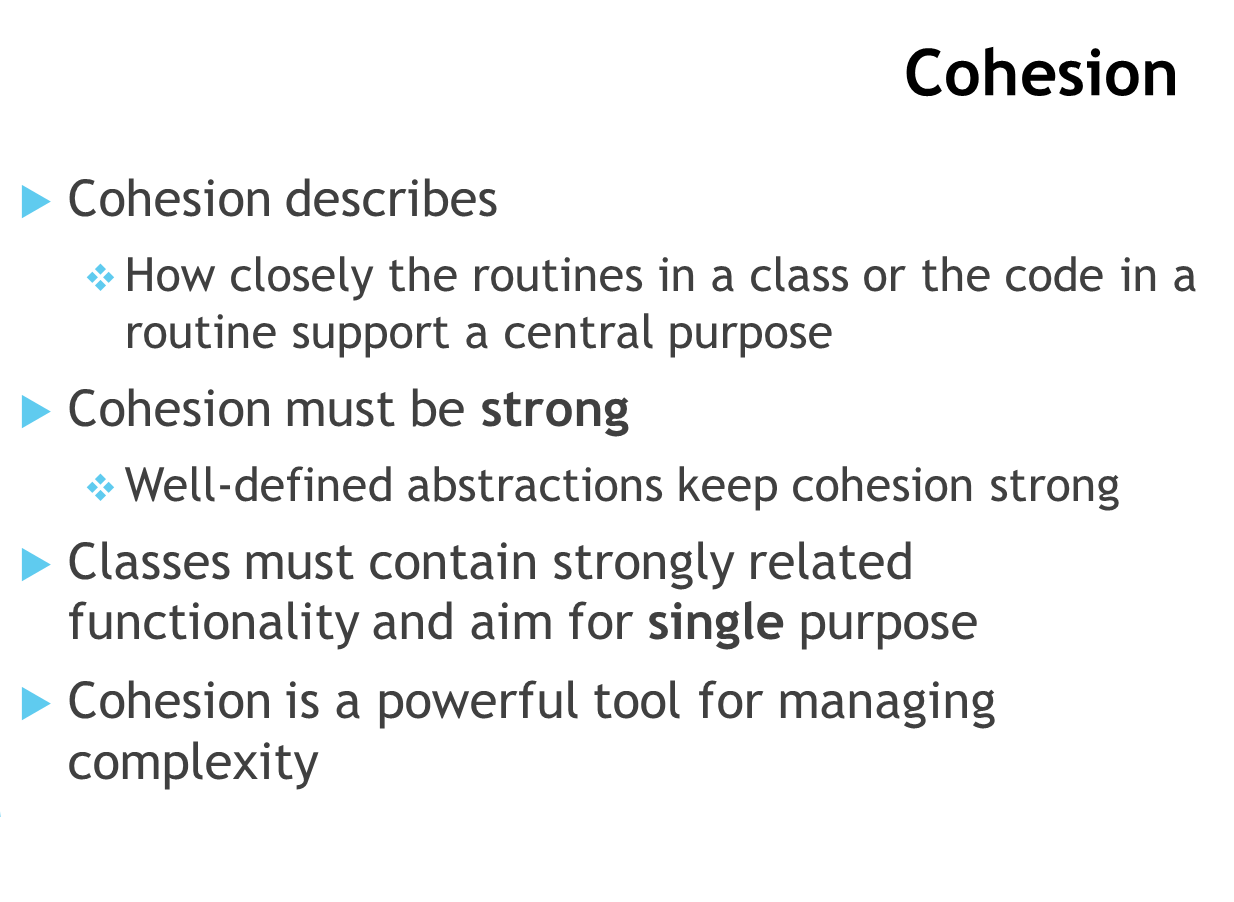 Cohesion
Cohesion describes
How closely the routines in a class or the code in a
routine support a central purpose
Cohesion must be strong
Well-defined abstractions keep cohesion strong
Classes must contain strongly related
functionality and aim for single purpose
Cohesion is a powerful tool for managing
complexity